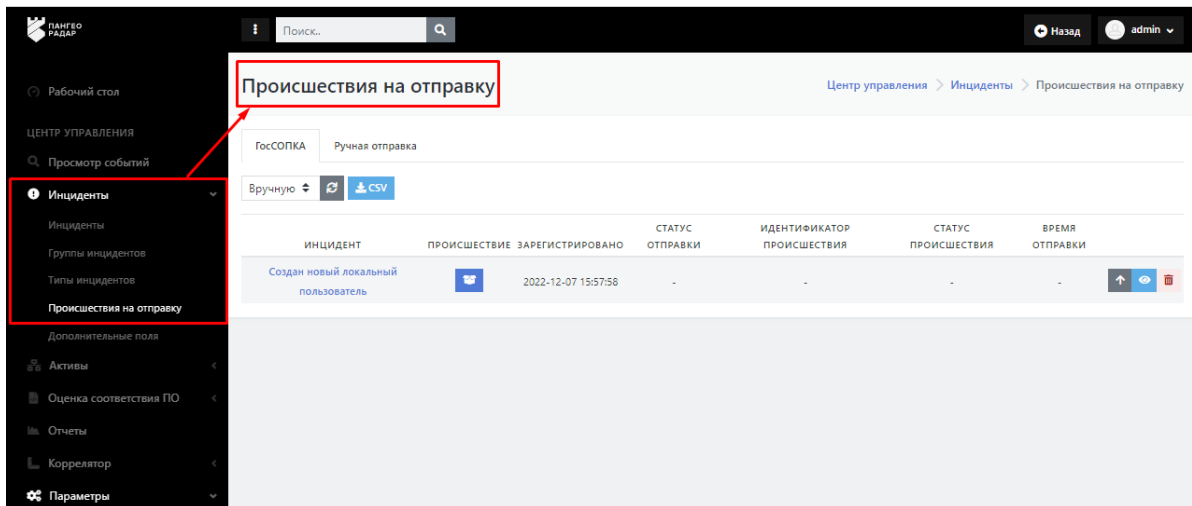 ПАНГЕО
РАДАР
Поиск..
Назад
admin
Рабочий стол
ЦЕНТР УПРАВЛЕНИЯ
Просмотр событий
Инциденты
Инциденты
Группы инцидентов
Типы инцидентов
Происшествия на отправку
Дополнительные поля
Активы
Оценка соответствия ПО
Отчеты
Коррелятор
Параметры
Происшествия на отправку
Центр управления > Инциденты > Происшествия на отправку
ГосСОПКА Ручная отправка
Вручную CSV
ИНЦИДЕНТ ПРОИСШЕСТВИЕ ЗАРЕГИСТРИРОВАНО СТАТУС ОТПРАВКИ ИДЕНТИФИКАТОР ПРОИСШЕСТВИЯ СТАТУС ПРОИСШЕСТВИЯ ВРЕМЯ ОТПРАВКИ
Создан новый локальный
пользователь
2022-12-07 15:57:58 - - - -